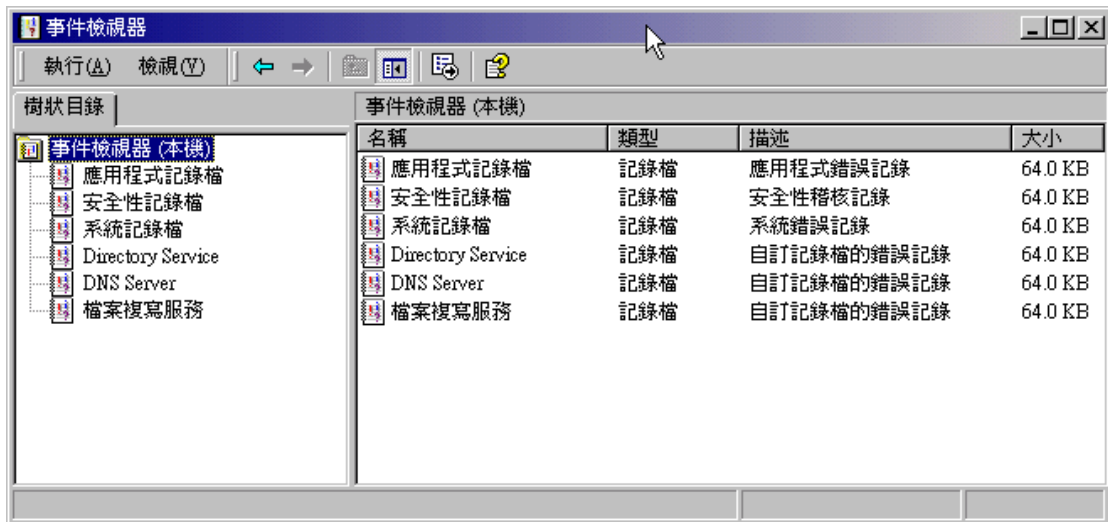 事件檢視器
執行(A) 檢視(V)
樹狀目錄
事件檢視器 (本機)
應用程式記錄檔
安全性記錄檔
系統記錄檔
Directory Service
DNS Server
檔案複寫服務
事件檢視器 (本機)
名稱 類型 描述 大小
應用程式記錄檔 記錄檔 應用程式錯誤記錄 64.0 KB
安全性記錄檔 記錄檔 安全性稽核記錄 64.0 KB
系統記錄檔 記錄檔 系統錯誤記錄 64.0 KB
Directory Service 記錄檔 自訂記錄檔的錯誤記錄 64.0 KB
DNS Server 記錄檔 自訂記錄檔的錯誤記錄 64.0 KB
檔案複寫服務 記錄檔 自訂記錄檔的錯誤記錄 64.0 KB